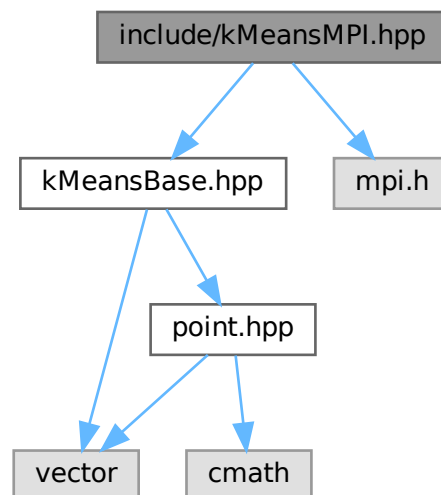 include/kMeansMPI.hpp
kMeansBase.hpp
mpi.h
point.hpp
vector
cmath